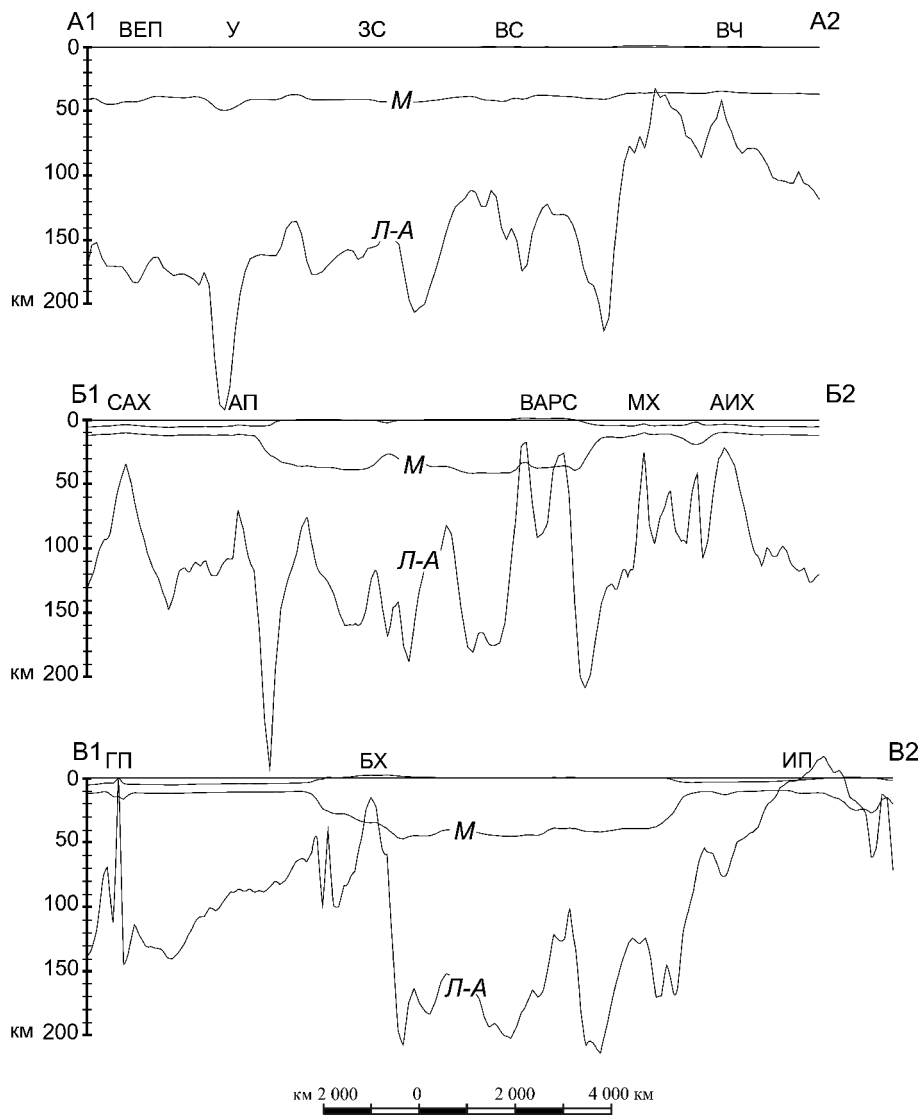 А1 ВЕП У ЗС ВС ВЧ А2
0
50
М
100
150
Л-А
км 200
Б1 САХ АП ВАРС МХ АИХ Б2
0
50
М
100
Л-А
150
км 200
В1 ГП БХ ИП В2
0
50
М
100
150
Л-А
км 200
км 2 000 0 2 000 4 000 км